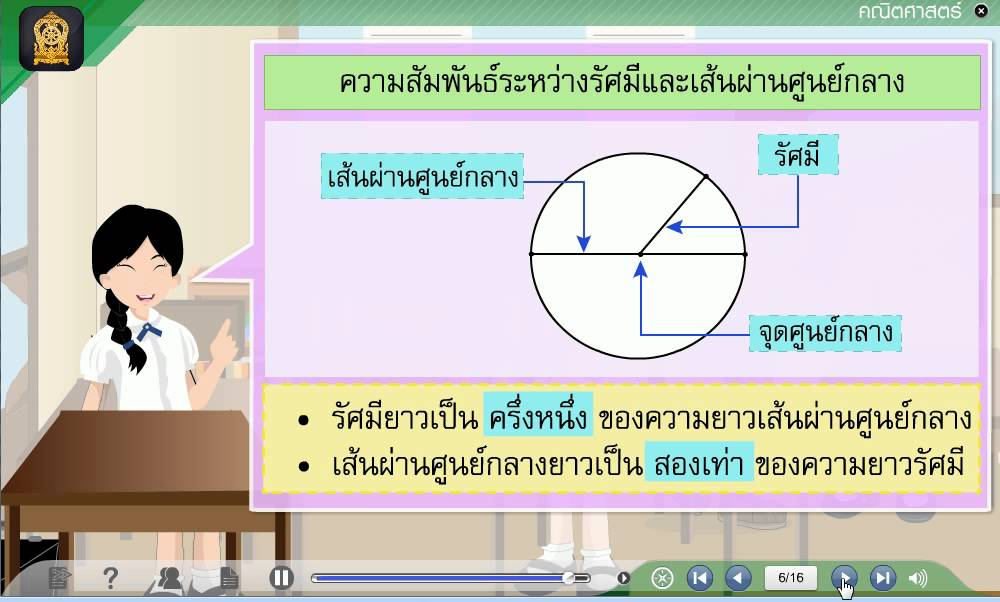 คณิตศาสตร์
ความสัมพันธ์ระหว่างรัศมีและเส้นผ่านศูนย์กลาง
รัศมี
เส้นผ่านศูนย์กลาง
จุดศูนย์กลาง
• รัศมียาวเป็น ครึ่งหนึ่ง ของความยาวเส้นผ่านศูนย์กลาง
• เส้นผ่านศูนย์กลางยาวเป็น สองเท่า ของความยาวรัศมี
?
6/16